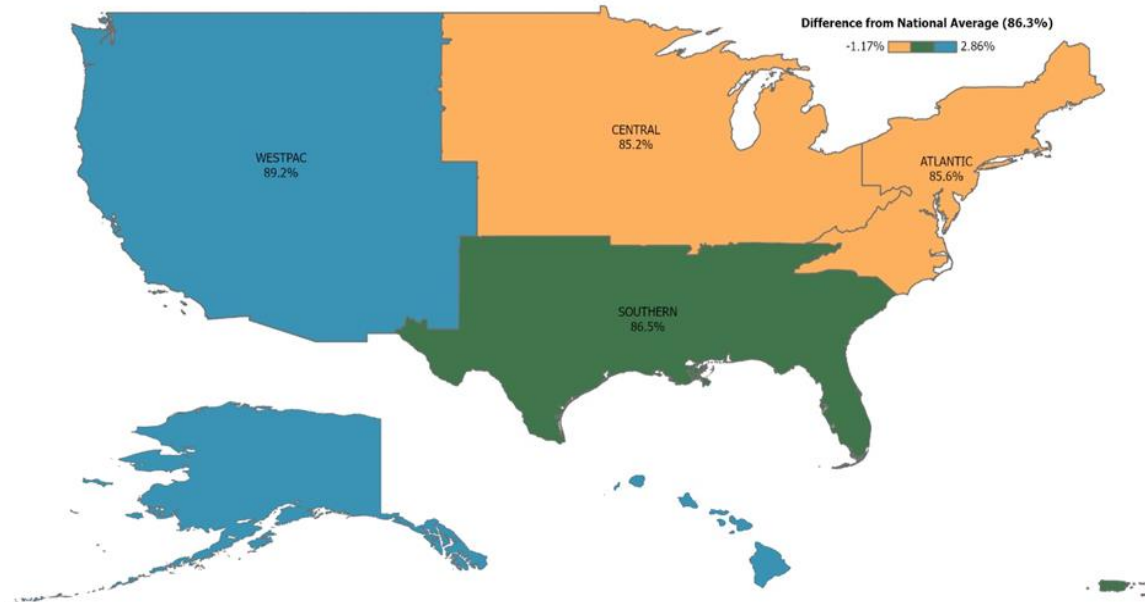 Difference from National Average (86.3%)
-1.17% 2.86%
CENTRAL
85.2%
WESTPAC
89.2%
ATLANTIC
85.6%
SOUTHERN
86.5%